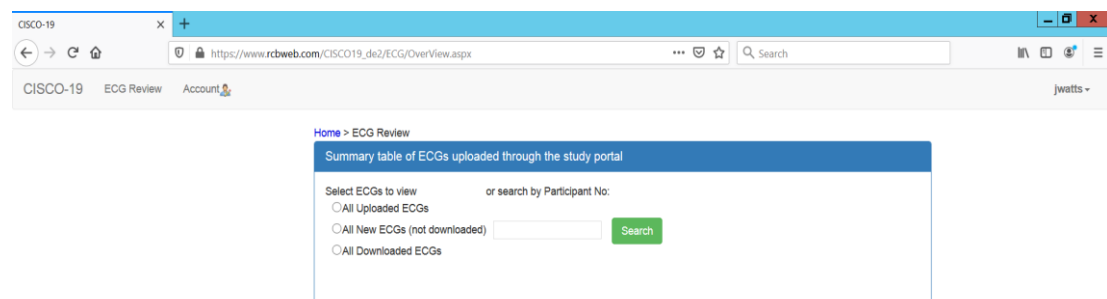 CISCO-19
https://www.rcbweb.com/CISCO19_de2/ECG/OverView.aspx
Search
CISCO-19 ECG Review Account jwatts
Home > ECG Review
Summary table of ECGs uploaded through the study portal
Select ECGs to view or search by Participant No:
All Uploaded ECGs
All New ECGs (not downloaded) Search
All Downloaded ECGs